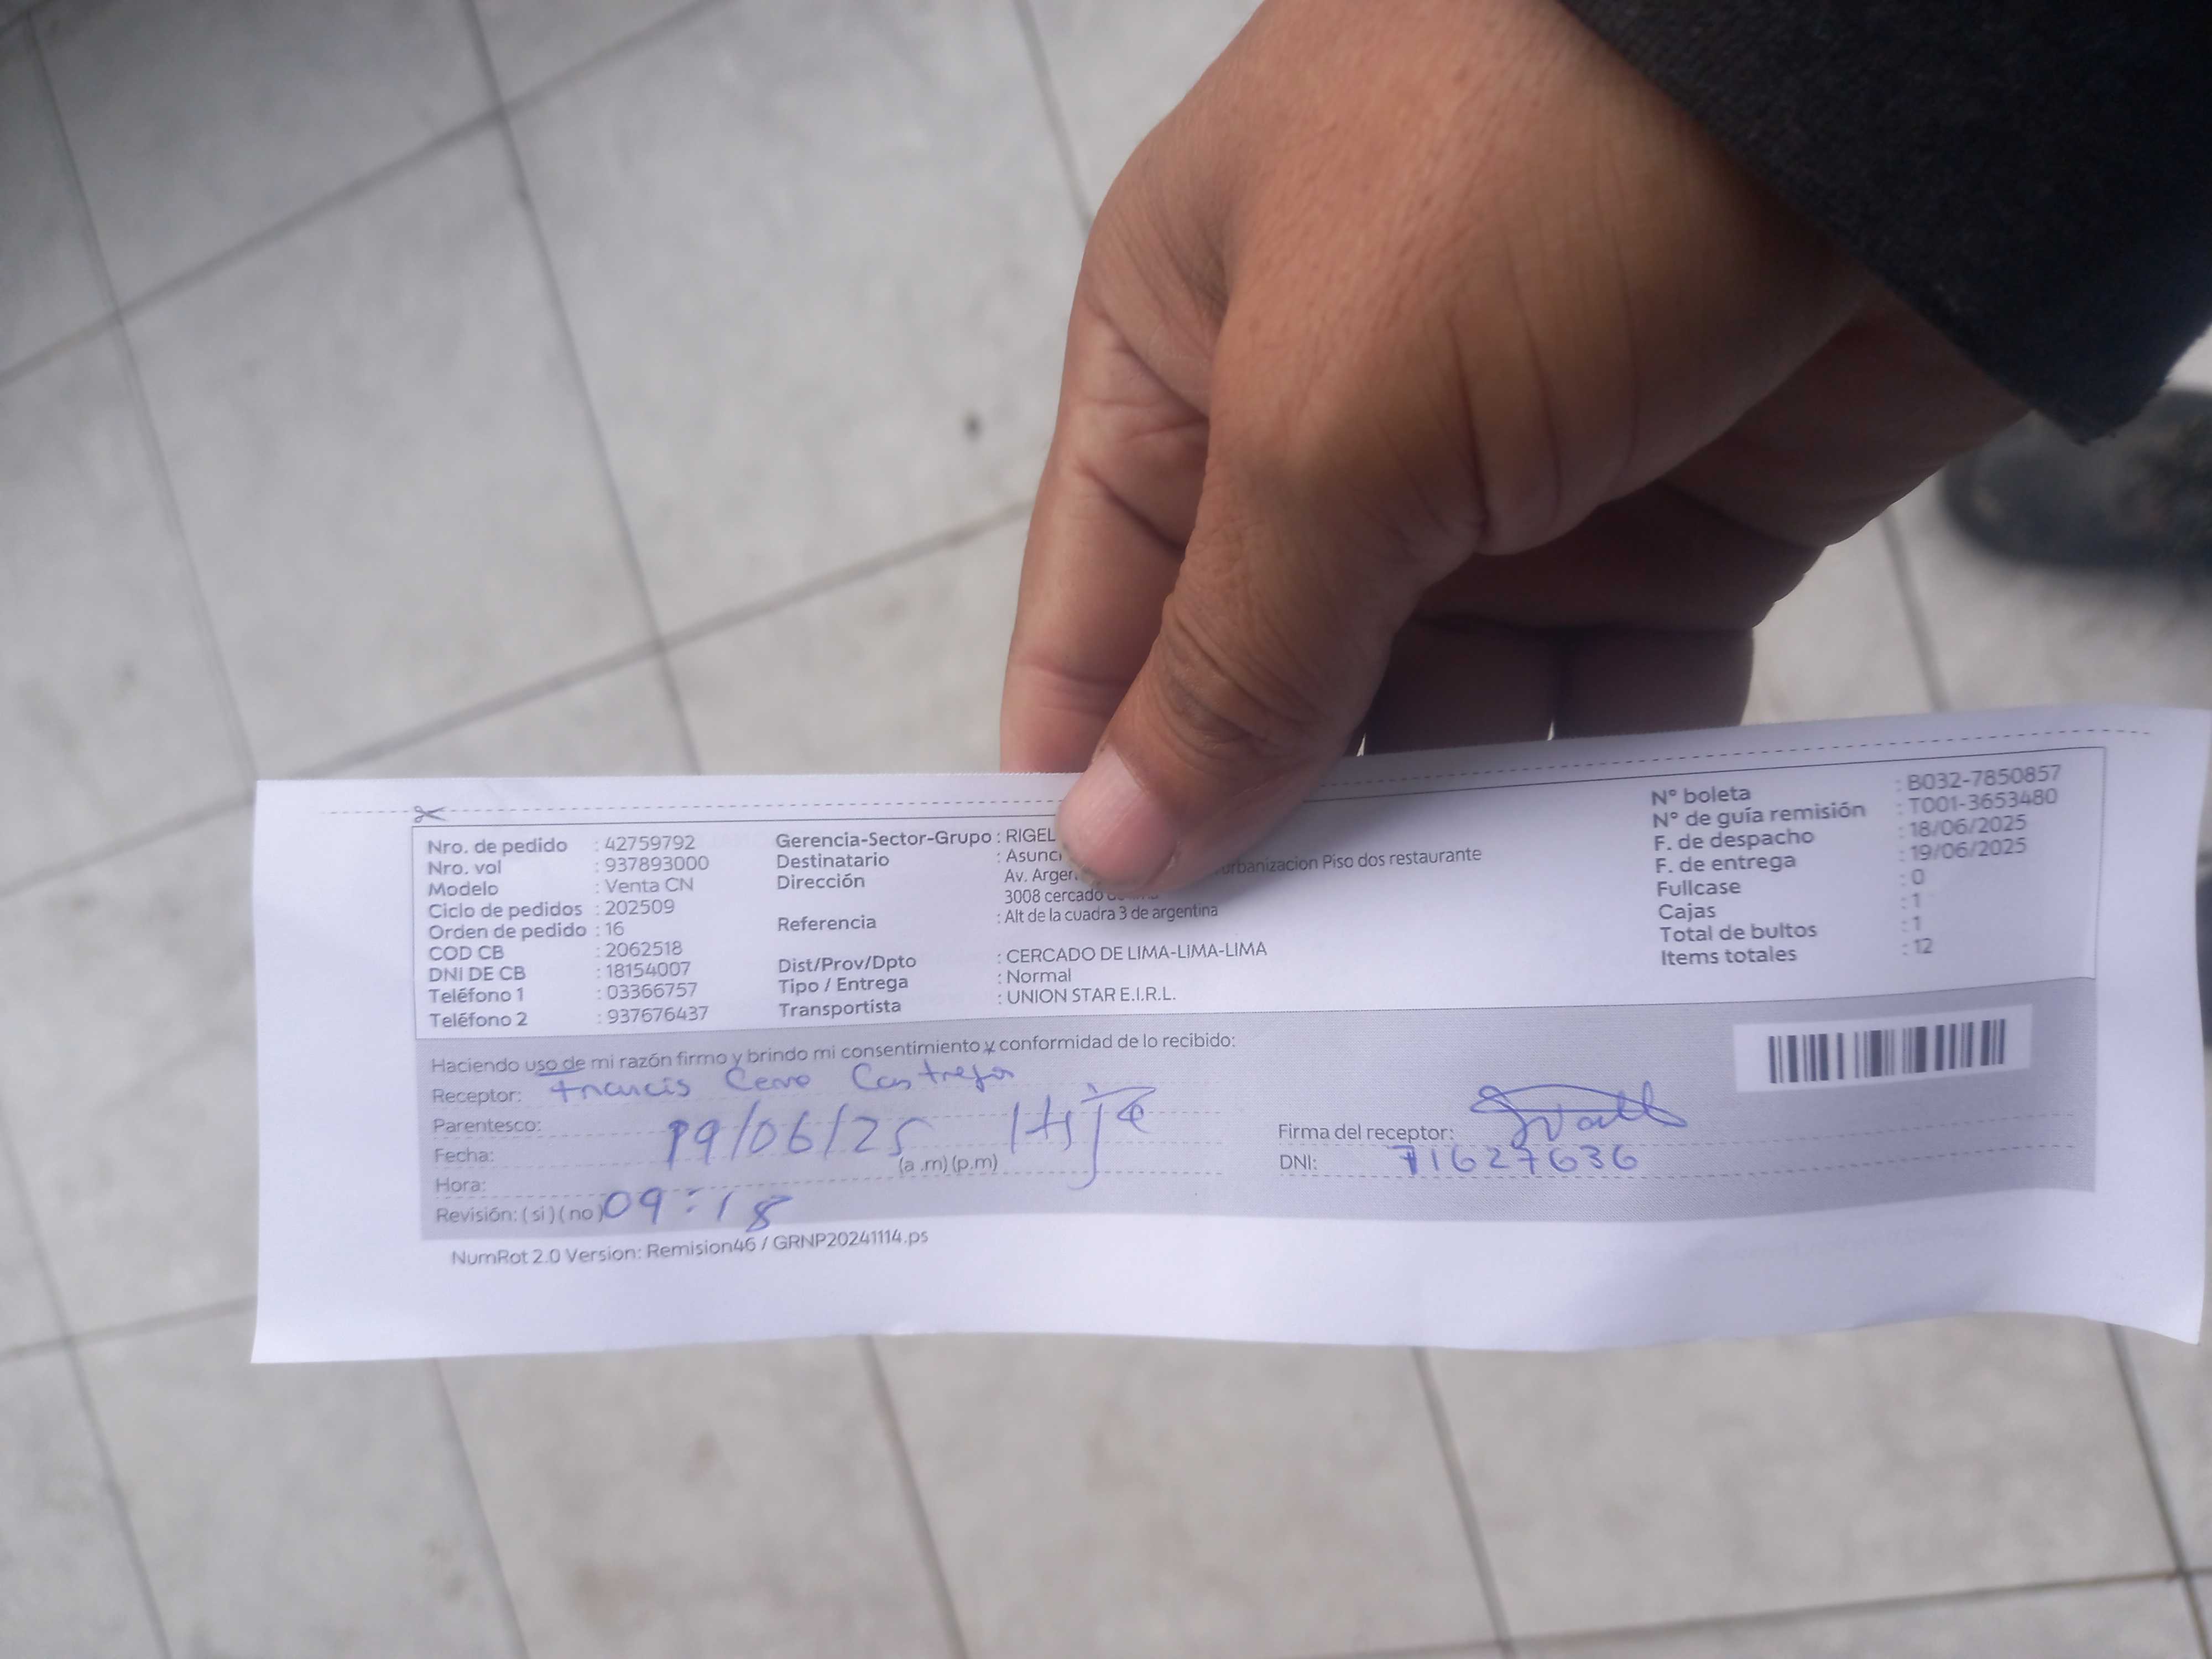 Nro. de pedido : 42759792
Nro. vol : 937893000
Modelo : Venta CN
Ciclo de pedidos : 202509
Orden de pedido : 16
COD CB : 2062518
DNI DE CB : 18154007
Teléfono 1 : 03366757
Teléfono 2 : 937676437
Gerencia-Sector-Grupo : RIGEL
Destinatario : Asunci
Dirección : Av. Argen urbanizacion Piso dos restaurante
3008 cercado
Referencia : Alt de la cuadra 3 de argentina
Dist/Prov/Dpto : CERCADO DE LIMA-LIMA-LIMA
Tipo / Entrega : Normal
Transportista : UNION STAR E.I.R.L.
N° boleta : B032-7850857
N° de guía remisión : T001-3653480
F. de despacho : 18/06/2025
F. de entrega : 19/06/2025
Fullcase : 0
Cajas : 1
Total de bultos : 1
Items totales : 12
Haciendo uso de mi razón firmo y brindo mi consentimiento y conformidad de lo recibido:
Receptor: Francis
Parentesco:
Fecha: 19/06/25
Hora: (a .m) (p.m)
Revisión: ( si ) ( no ) 09:18
Firma del receptor:
DNI: 71627636
NumRot 2.0 Version: Remision46 / GRNP20241114.ps